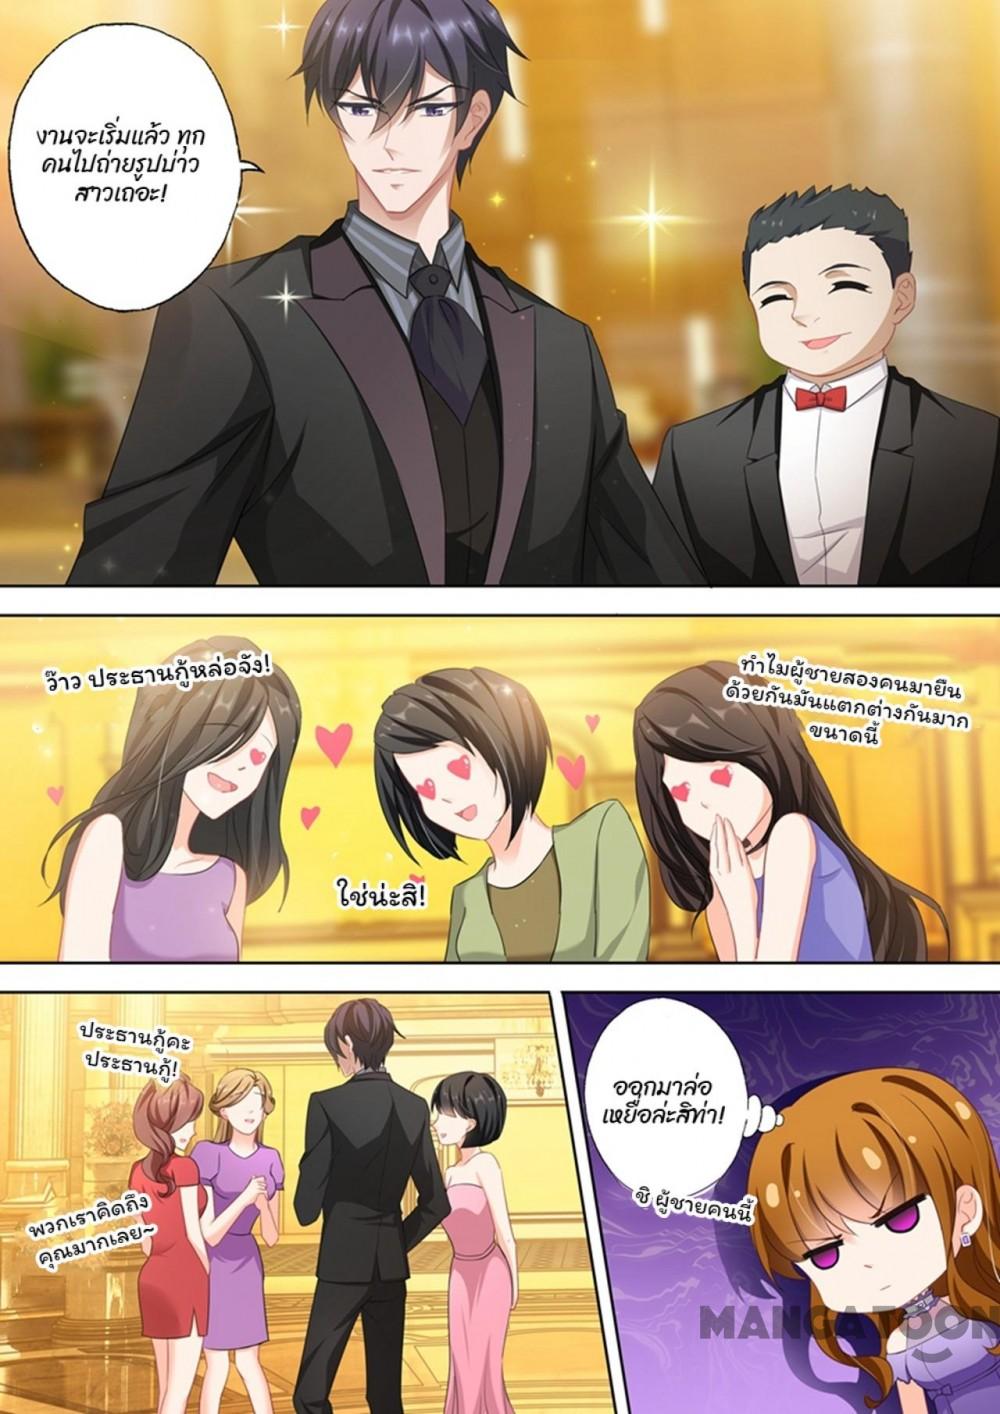 งานจะเริ่มแล้ว ทุก
คนไปถ่ายรูปบ่าว
สาวเถอะ!
ว๊าว ประธานกู้หล่อจัง!
ทำไมผู้ชายสองคนมายืน
ด้วยกันมันแตกต่างกันมาก
ขนาดนี้
ใช่น่ะสิ!
ประธานกู้คะ
ประธานกู้!
พวกเราคิดถึง
คุณมากเลย~
ออกมาล่อ
เหยื่อล่ะสิท่า!
ชิ ผู้ชายคนนี้
MANGATOON